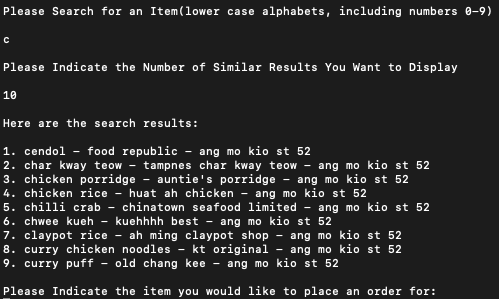 Please Search for an Item(lower case alphabets, including numbers 0-9)
c
Please Indicate the Number of Similar Results You Want to Display
10
Here are the search results:
1. cendol - food republic - ang mo kio st 52
2. char kway teow - tampnes char kway teow - ang mo kio st 52
3. chicken porridge - auntie's porridge - ang mo kio st 52
4. chicken rice - huat ah chicken - ang mo kio st 52
5. chilli crab - chinatown seafood limited - ang mo kio st 52
6. chwee kueh - kuehhhh best - ang mo kio st 52
7. claypot rice - ah ming claypot shop - ang mo kio st 52
8. curry chicken noodles - kt original - ang mo kio st 52
9. curry puff - old chang kee - ang mo kio st 52
Please Indicate the item you would like to place an order for: